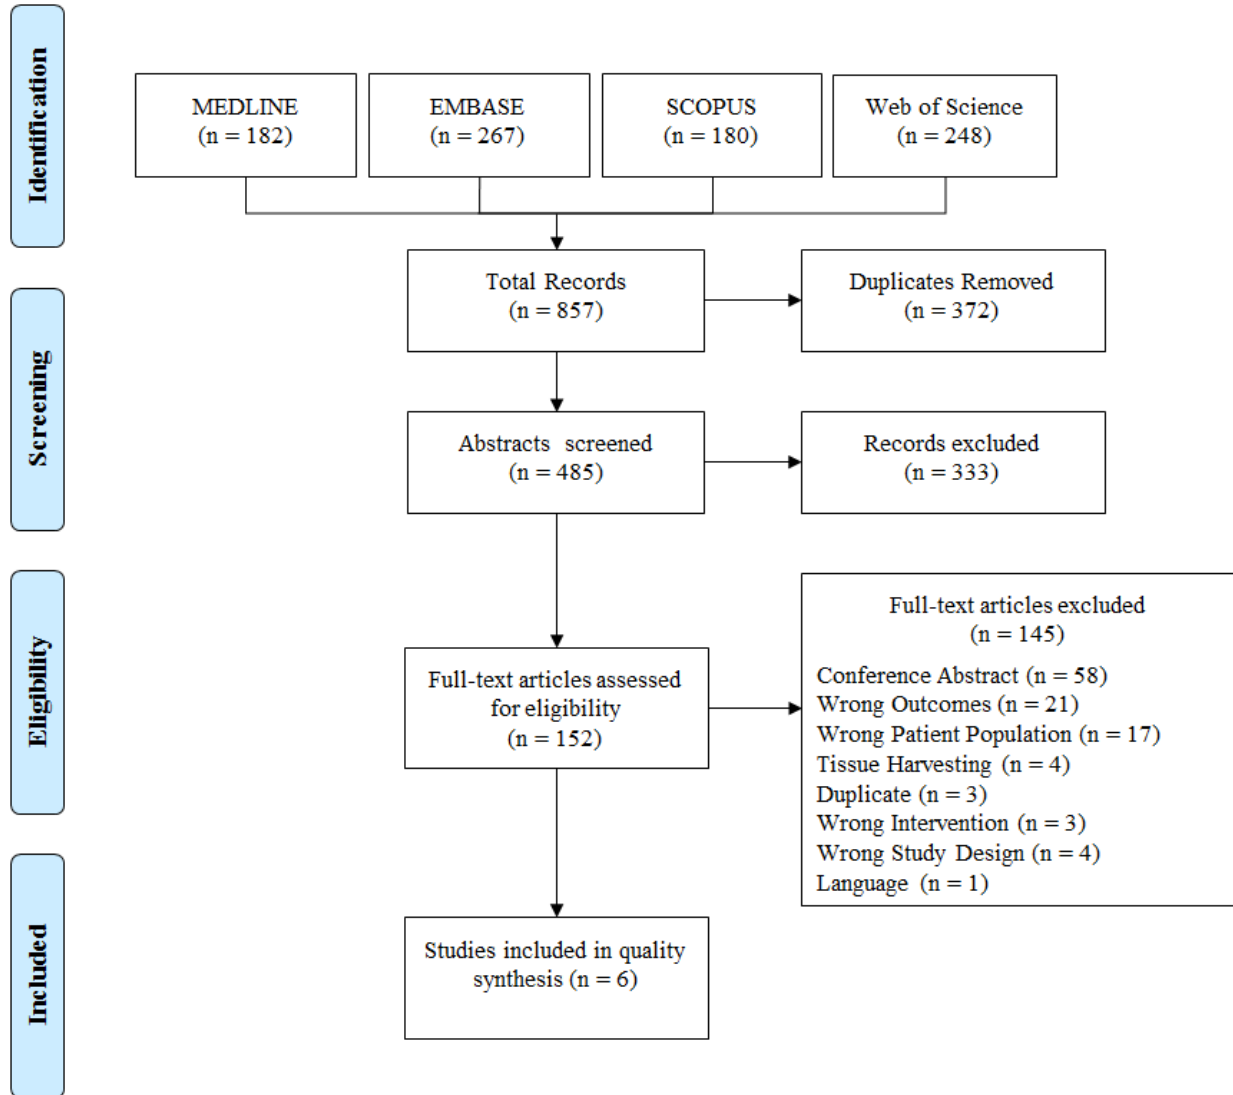 Identification
MEDLINE
(n = 182)
EMBASE
(n = 267)
SCOPUS
(n = 180)
Web of Science
(n = 248)
Total Records
(n = 857)
Duplicates Removed
(n = 372)
Screening
Abstracts screened
(n = 485)
Records excluded
(n = 333)
Eligibility
Full-text articles assessed
for eligibility
(n = 152)
Full-text articles excluded
(n = 145)
Conference Abstract (n = 58)
Wrong Outcomes (n = 21)
Wrong Patient Population (n = 17)
Tissue Harvesting (n = 4)
Duplicate (n = 3)
Wrong Intervention (n = 3)
Wrong Study Design (n = 4)
Language (n = 1)
Included
Studies included in quality
synthesis (n = 6)